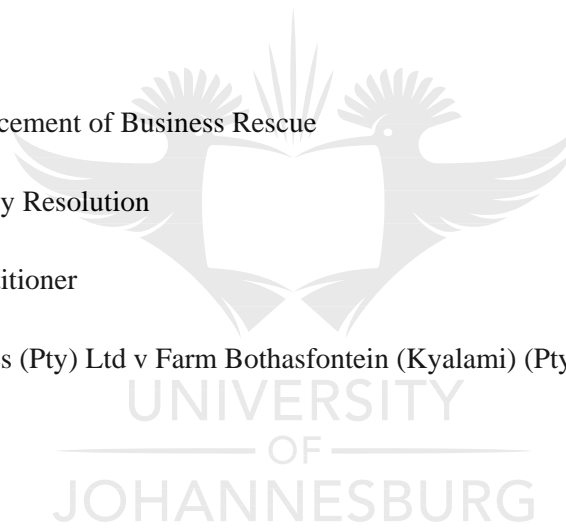 cement of Business Rescue
y Resolution
itioner
s (Pty) Ltd v Farm Bothasfontein (Kyalami) (Pty
UNIVERSITY
OF
JOHANNESBURG